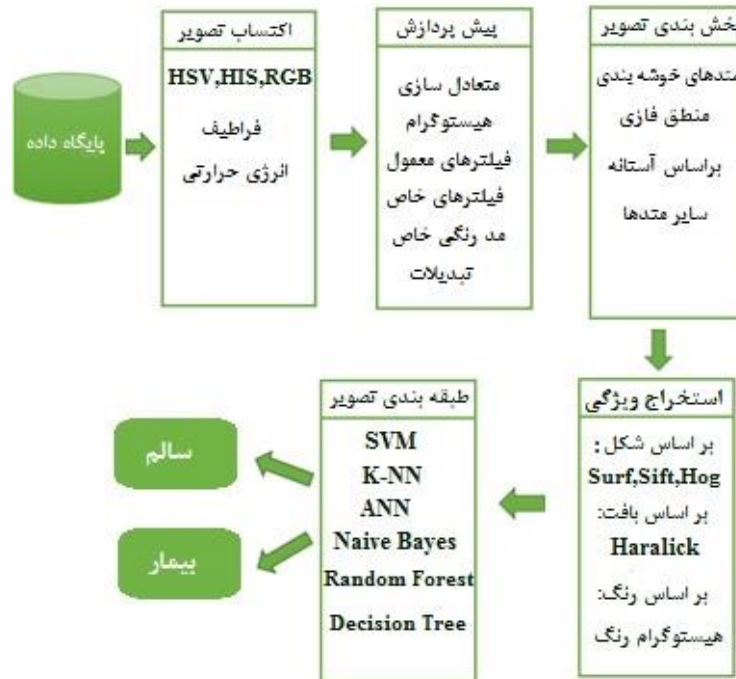 پایگاه داده
اکتساب تصویر
HSV,HIS,RGB
فراطیف
انرژی حرارتی
پیش پردازش
متعادل سازی
هیستوگرام
فیلترهای معمول
فیلترهای خاص
مد رنگی خاص
تبدیلات
بخش بندی تصویر
متدهای خوشه بندی
منطق فازی
براساس آستانه
سایر متدها
استخراج ویژگی
بر اساس شکل :
Surf,Sift,Hog
بر اساس بافت:
Haralick
بر اساس رنگ:
هیستوگرام رنگ
طبقه بندی تصویر
SVM
K-NN
ANN
Naive Bayes
Random Forest
Decision Tree
سالم
بیمار